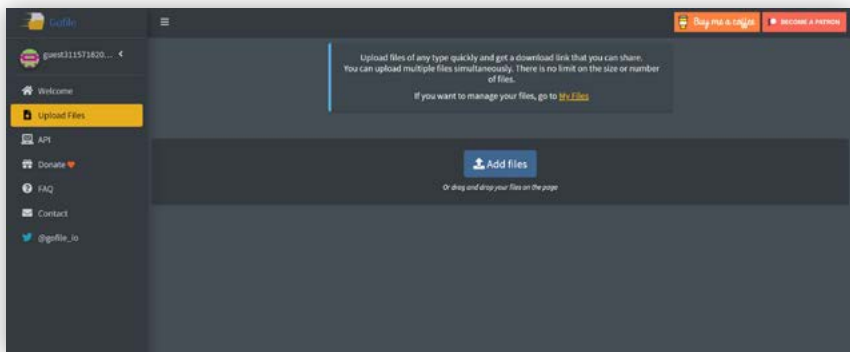 Gofile
Buy me a coffee
BECOME A PATRON
guest311571620...
Welcome
Upload Files
API
Donate
FAQ
Contact
@gofile_io
Upload files of any type quickly and get a download link that you can share.
You can upload multiple files simultaneously. There is no limit on the size or number
of files.
If you want to manage your files, go to My Files
Add files
Or drag and drop your files on the page